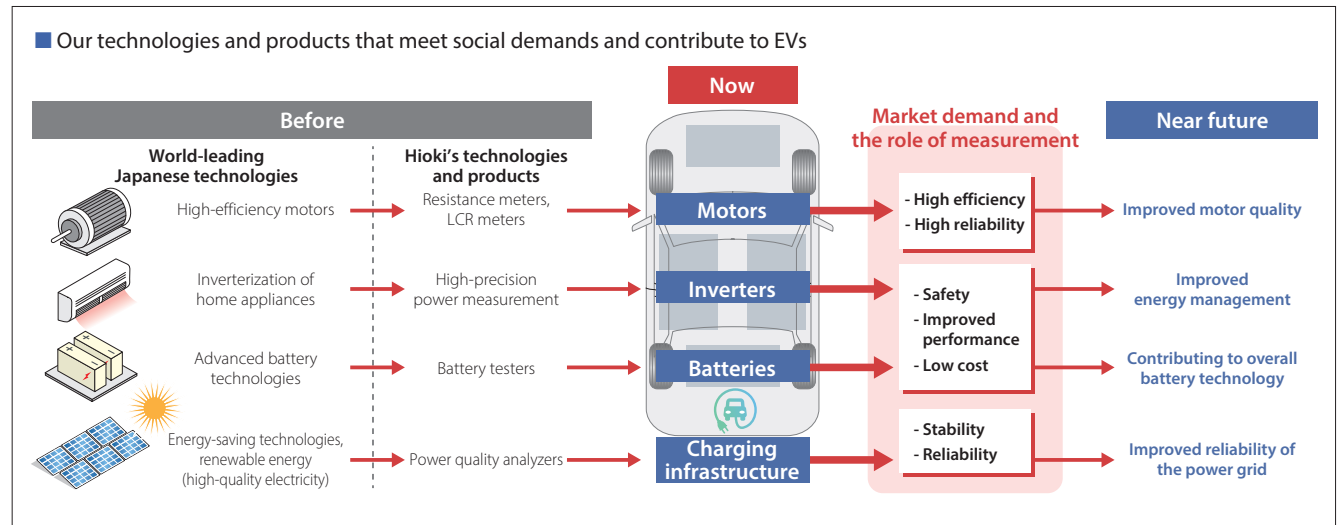 Our technologies and products that meet social demands and contribute to EVs
Now
Before
Market demand and
the role of measurement
Near future
World-leading
Japanese technologies
Hioki's technologies
and products
High-efficiency motors
Resistance meters,
LCR meters
Motors
- High efficiency
- High reliability
Improved motor quality
Inverterization of
home appliances
High-precision
power measurement
Inverters
- Safety
- Improved
performance
- Low cost
Improved
energy management
Advanced battery
technologies
Battery testers
Batteries
Contributing to overall
battery technology
Energy-saving technologies,
renewable energy
(high-quality electricity)
Power quality analyzers
Charging
infrastructure
- Stability
- Reliability
Improved reliability of
the power grid